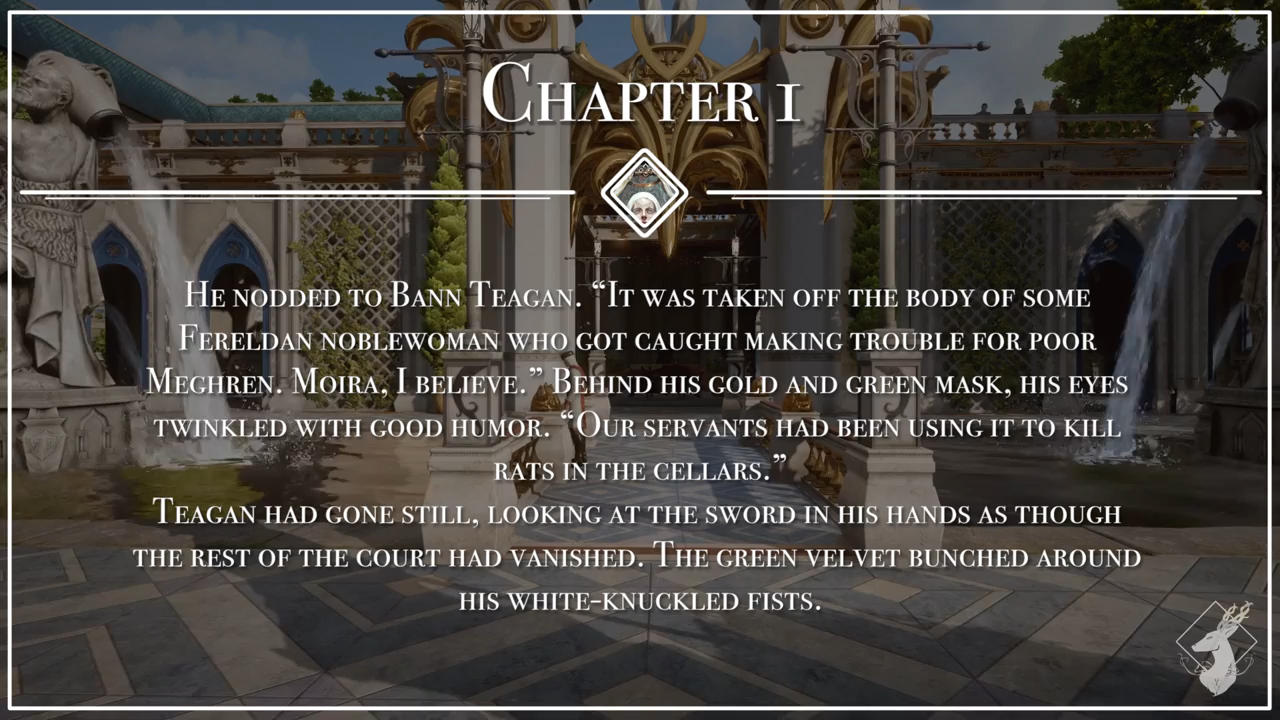 Chapter 1
He nodded to Bann Teagan. “It was taken off the body of some
Fereldan noblewoman who got caught making trouble for poor
Meghren. Moira, I believe.” Behind his gold and green mask, his eyes
twinkled with good humor. “Our servants had been using it to kill
rats in the cellars.”
Teagan had gone still, looking at the sword in his hands as though
the rest of the court had vanished. The green velvet bunched around
his white-knuckled fists.